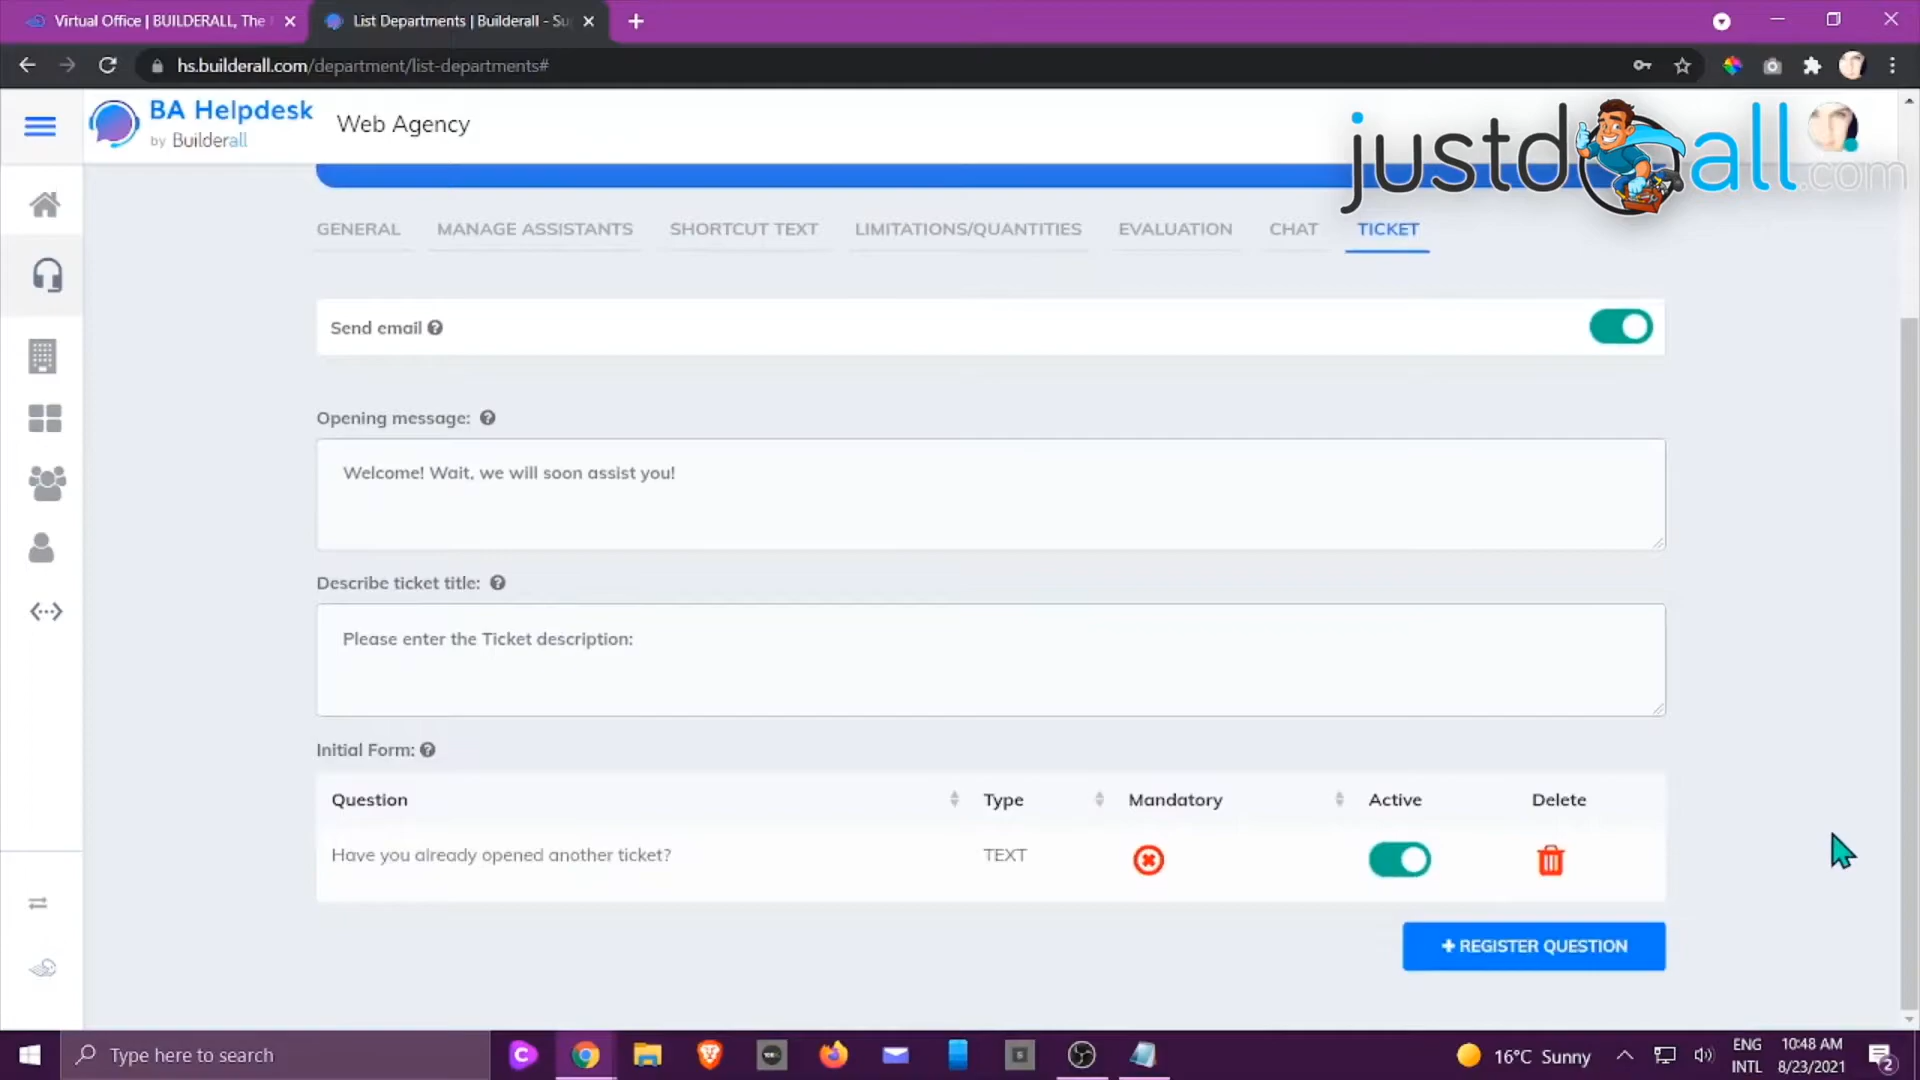 Virtual Office | BUILDERALL, The
List Departments | Builderall - Su
hs.builderall.com/department/list-departments#
BA Helpdesk
by Builderall
Web Agency
justdoall.com
GENERAL
MANAGE ASSISTANTS
SHORTCUT TEXT
LIMITATIONS/QUANTITIES
EVALUATION
CHAT
TICKET
Send email
Opening message:
Welcome! Wait, we will soon assist you!
Describe ticket title:
Please enter the Ticket description:
Initial Form:
Question Type Mandatory Active Delete
Have you already opened another ticket? TEXT
+ REGISTER QUESTION
Type here to search
16°C Sunny
ENG
INTL
10:48 AM
8/23/2021
2